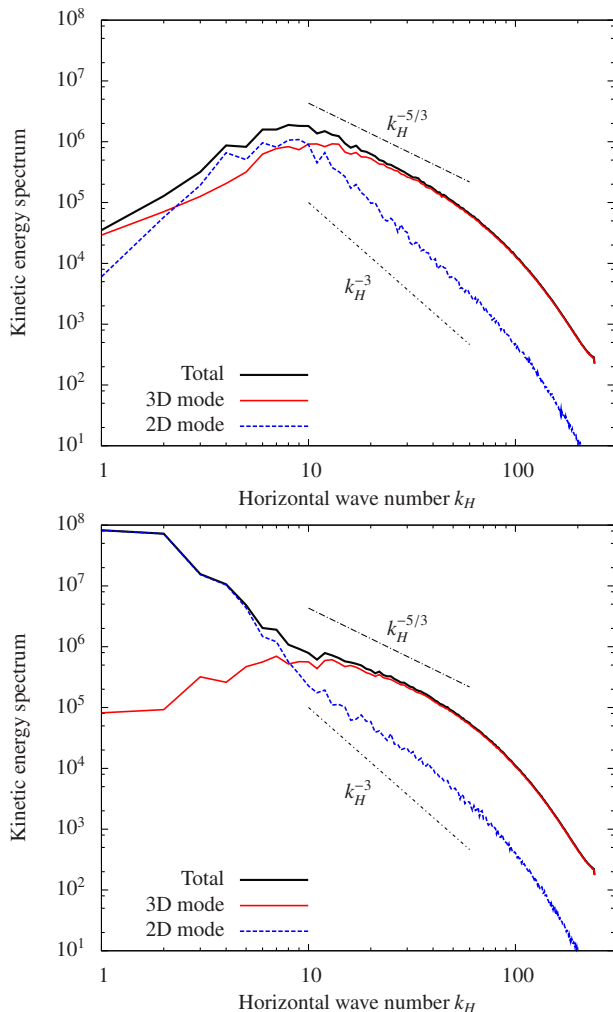 10^8
10^7
10^6
10^5
10^4
10^3
10^2
10^1
Kinetic energy spectrum
k_H^{-5/3}
k_H^{-3}
Total
3D mode
2D mode
1 10 100
Horizontal wave number k_H
10^8
10^7
10^6
10^5
10^4
10^3
10^2
10^1
Kinetic energy spectrum
k_H^{-5/3}
k_H^{-3}
Total
3D mode
2D mode
1 10 100
Horizontal wave number k_H